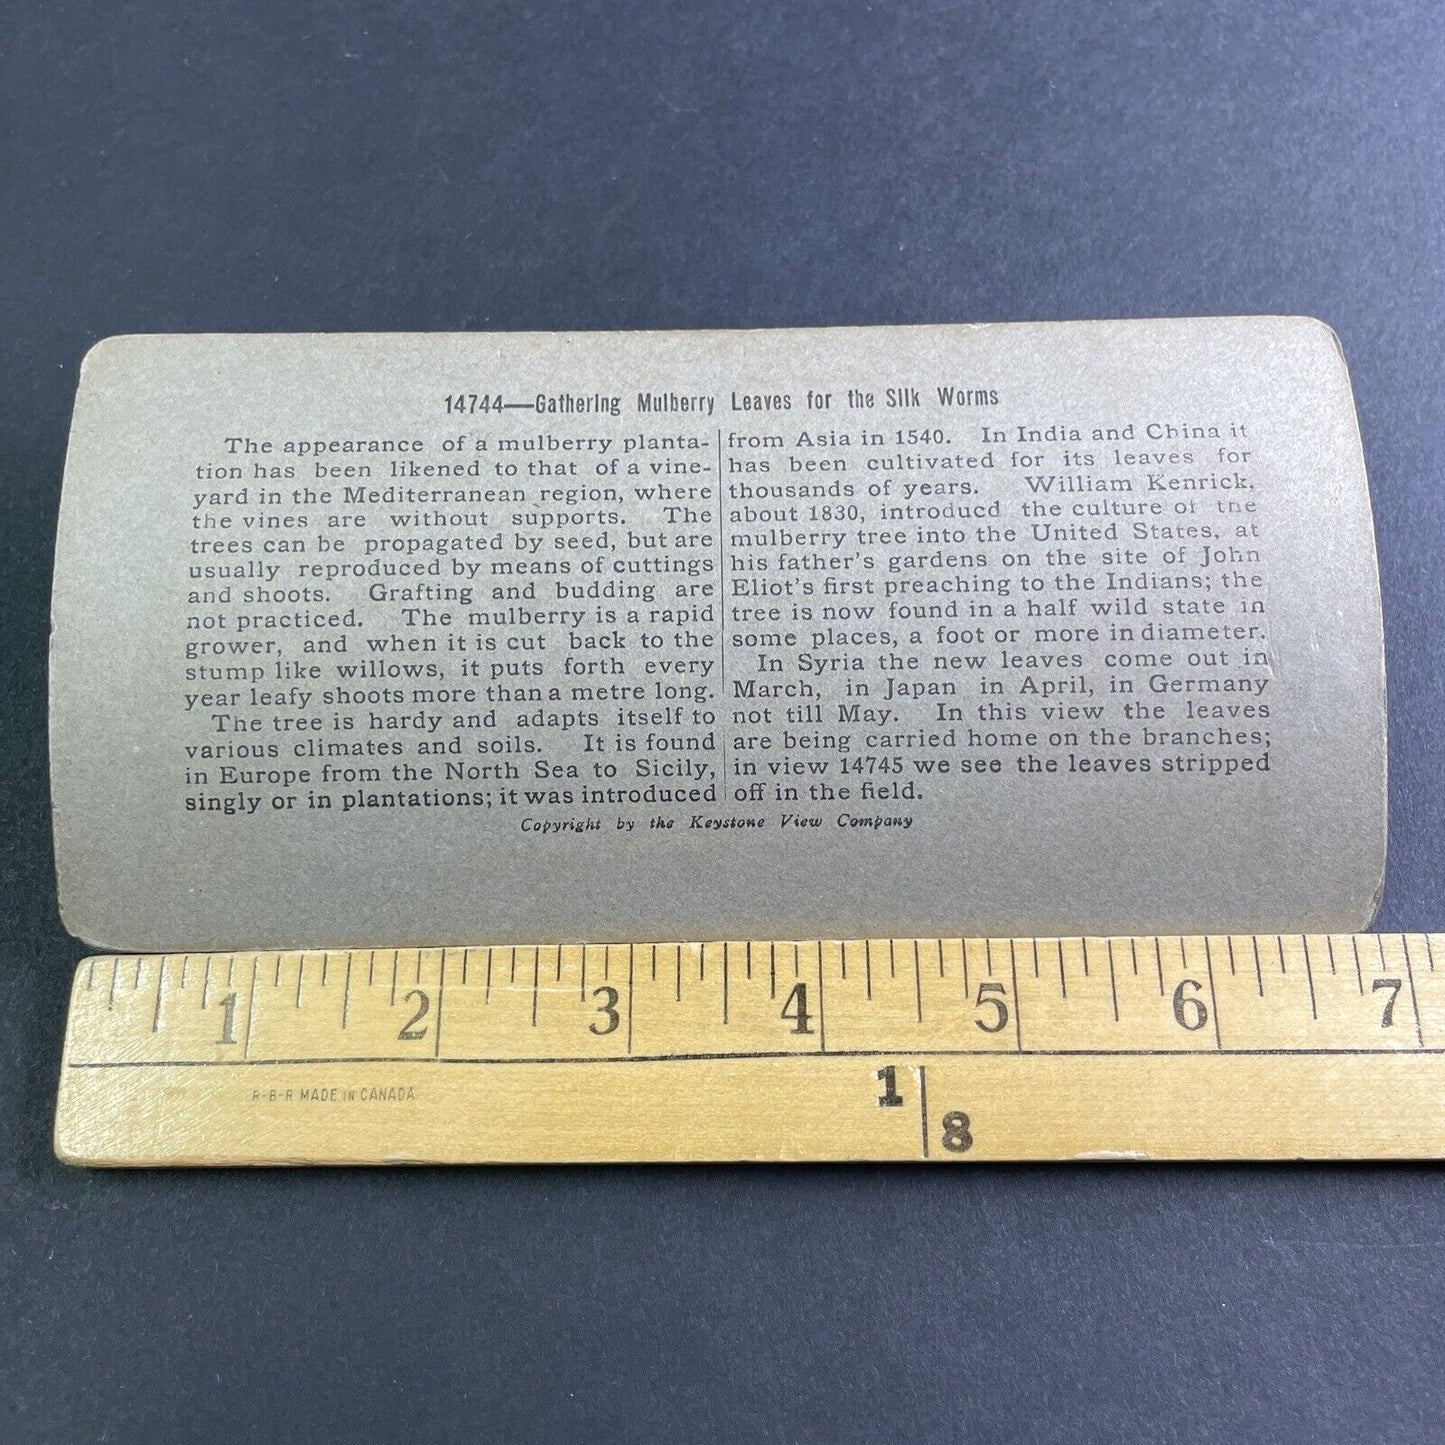 14744—Gathering Mulberry Leaves for the Silk Worms
The appearance of a mulberry planta-
tion has been likened to that of a vine-
yard in the Mediterranean region, where
the vines are without supports. The
trees can be propagated by seed, but are
usually reproduced by means of cuttings
and shoots. Grafting and budding are
not practiced. The mulberry is a rapid
grower, and when it is cut back to the
stump like willows, it puts forth every
year leafy shoots more than a metre long.
The tree is hardy and adapts itself to
various climates and soils. It is found
in Europe from the North Sea to Sicily,
singly or in plantations; it was introduced
from Asia in 1540. In India and China it
has been cultivated for its leaves for
thousands of years. William Kenrick,
about 1830, introducd the culture of the
mulberry tree into the United States, at
his father's gardens on the site of John
Eliot's first preaching to the Indians; the
tree is now found in a half wild state in
some places, a foot or more in diameter.
In Syria the new leaves come out in
March, in Japan in April, in Germany
not till May. In this view the leaves
are being carried home on the branches;
in view 14745 we see the leaves stripped
off in the field.
Copyright by the Keystone View Company
1 2 3 4 5 6 7
R-B-R MADE IN CANADA
1
8